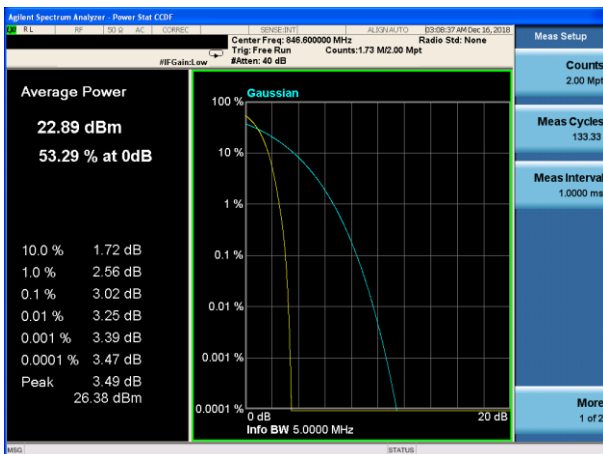 Agilent Spectrum Analyzer - Power Stat CCDF
RL RF 50 Ω AC CORREC SENSE:INT ALIGNAUTO 03:08:37 AM Dec 16, 2018
Center Freq: 846.600000 MHz Radio Std: None
Trig: Free Run Counts:1.73 M/2.00 Mpt
#IFGain:Low #Atten: 40 dB
Meas Setup
Counts
2.00 Mpt
Meas Cycles
133.33
Meas Interval
1.0000 ms
More
1 of 2
Average Power
22.89 dBm
53.29 % at 0dB
10.0 % 1.72 dB
1.0 % 2.56 dB
0.1 % 3.02 dB
0.01 % 3.25 dB
0.001 % 3.39 dB
0.0001 % 3.47 dB
Peak 3.49 dB
26.38 dBm
Gaussian
100 %
10 %
1 %
0.1 %
0.01 %
0.001 %
0.0001 %
0 dB 20 dB
Info BW 5.0000 MHz
MSG STATUS